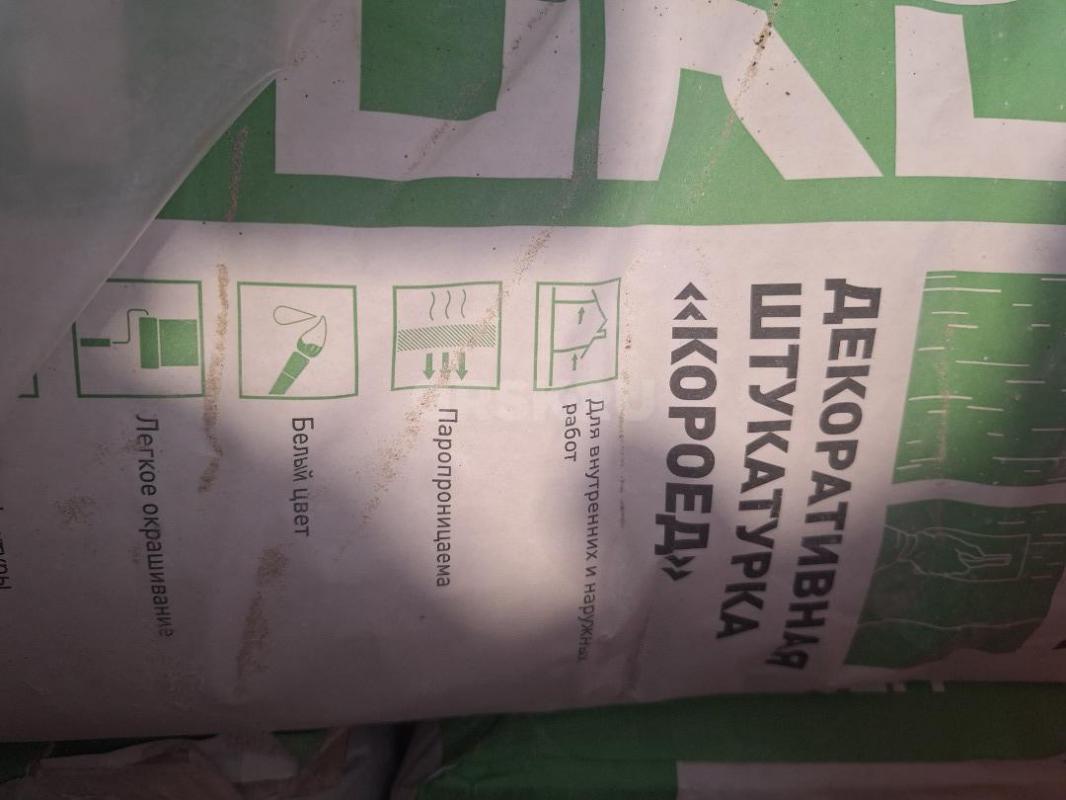 ДЕКОРАТИВНАЯ
ШТУКАТУРКА
«КОРОЕД»
Для внутренних и наружных
работ
Паропроницаема
Белый цвет
Легкое окрашивание